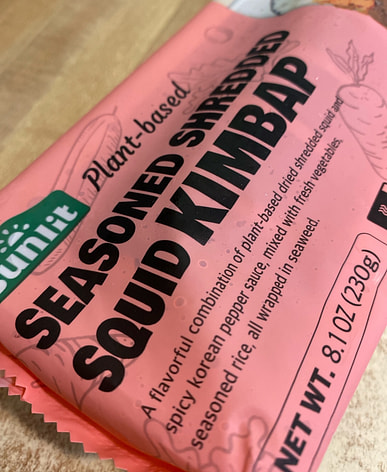 Sunlit
Plant-based
SEASONED SHREDDED
SQUID KIMBAP
A flavorful combination of plant-based dried shredded squid and
spicy korean pepper sauce, mixed with fresh vegetables,
seasoned rice, all wrapped in seaweed.
NET WT. 8.1 OZ (230g)